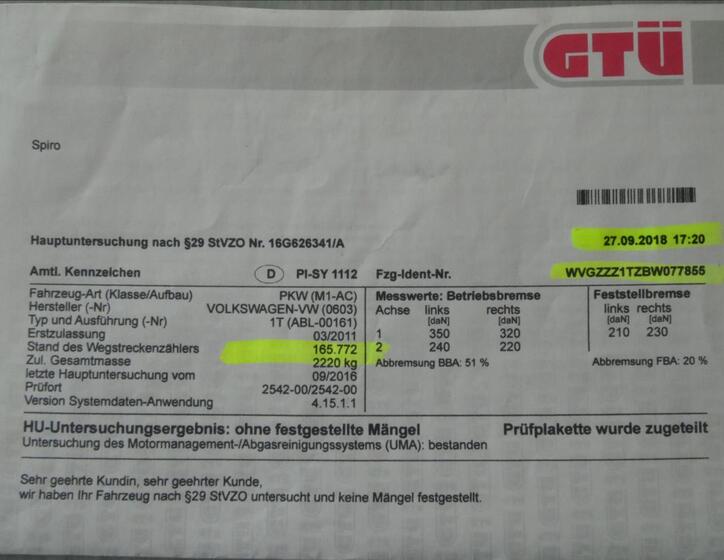 GTÜ
Spiro
27.09.2018 17:20
Hauptuntersuchung nach §29 StVZO Nr. 16G626341/A
Amtl. Kennzeichen D PI-SY 1112 Fzg-Ident-Nr. WVGZZZ1TZBW077855
Fahrzeug-Art (Klasse/Aufbau) PKW (M1-AC)
Hersteller (-Nr) VOLKSWAGEN-VW (0603)
Typ und Ausführung (-Nr) 1T (ABL-00161)
Erstzulassung 03/2011
Stand des Wegstreckenzählers 165.772
Zul. Gesamtmasse 2220 kg
letzte Hauptuntersuchung vom 09/2016
Prüfort 2542-00/2542-00
Version Systemdaten-Anwendung 4.15.1.1
Messwerte: Betriebsbremse
Achse links rechts
[daN] [daN]
1 350 320
2 240 220
Abbremsung BBA: 51 %
Feststellbremse
links rechts
[daN] [daN]
210 230
Abbremsung FBA: 20 %
HU-Untersuchungsergebnis: ohne festgestellte Mängel Prüfplakette wurde zugeteilt
Untersuchung des Motormanagement-/Abgasreinigungssystems (UMA): bestanden
Sehr geehrte Kundin, sehr geehrter Kunde,
wir haben Ihr Fahrzeug nach §29 StVZO untersucht und keine Mängel festgestellt.